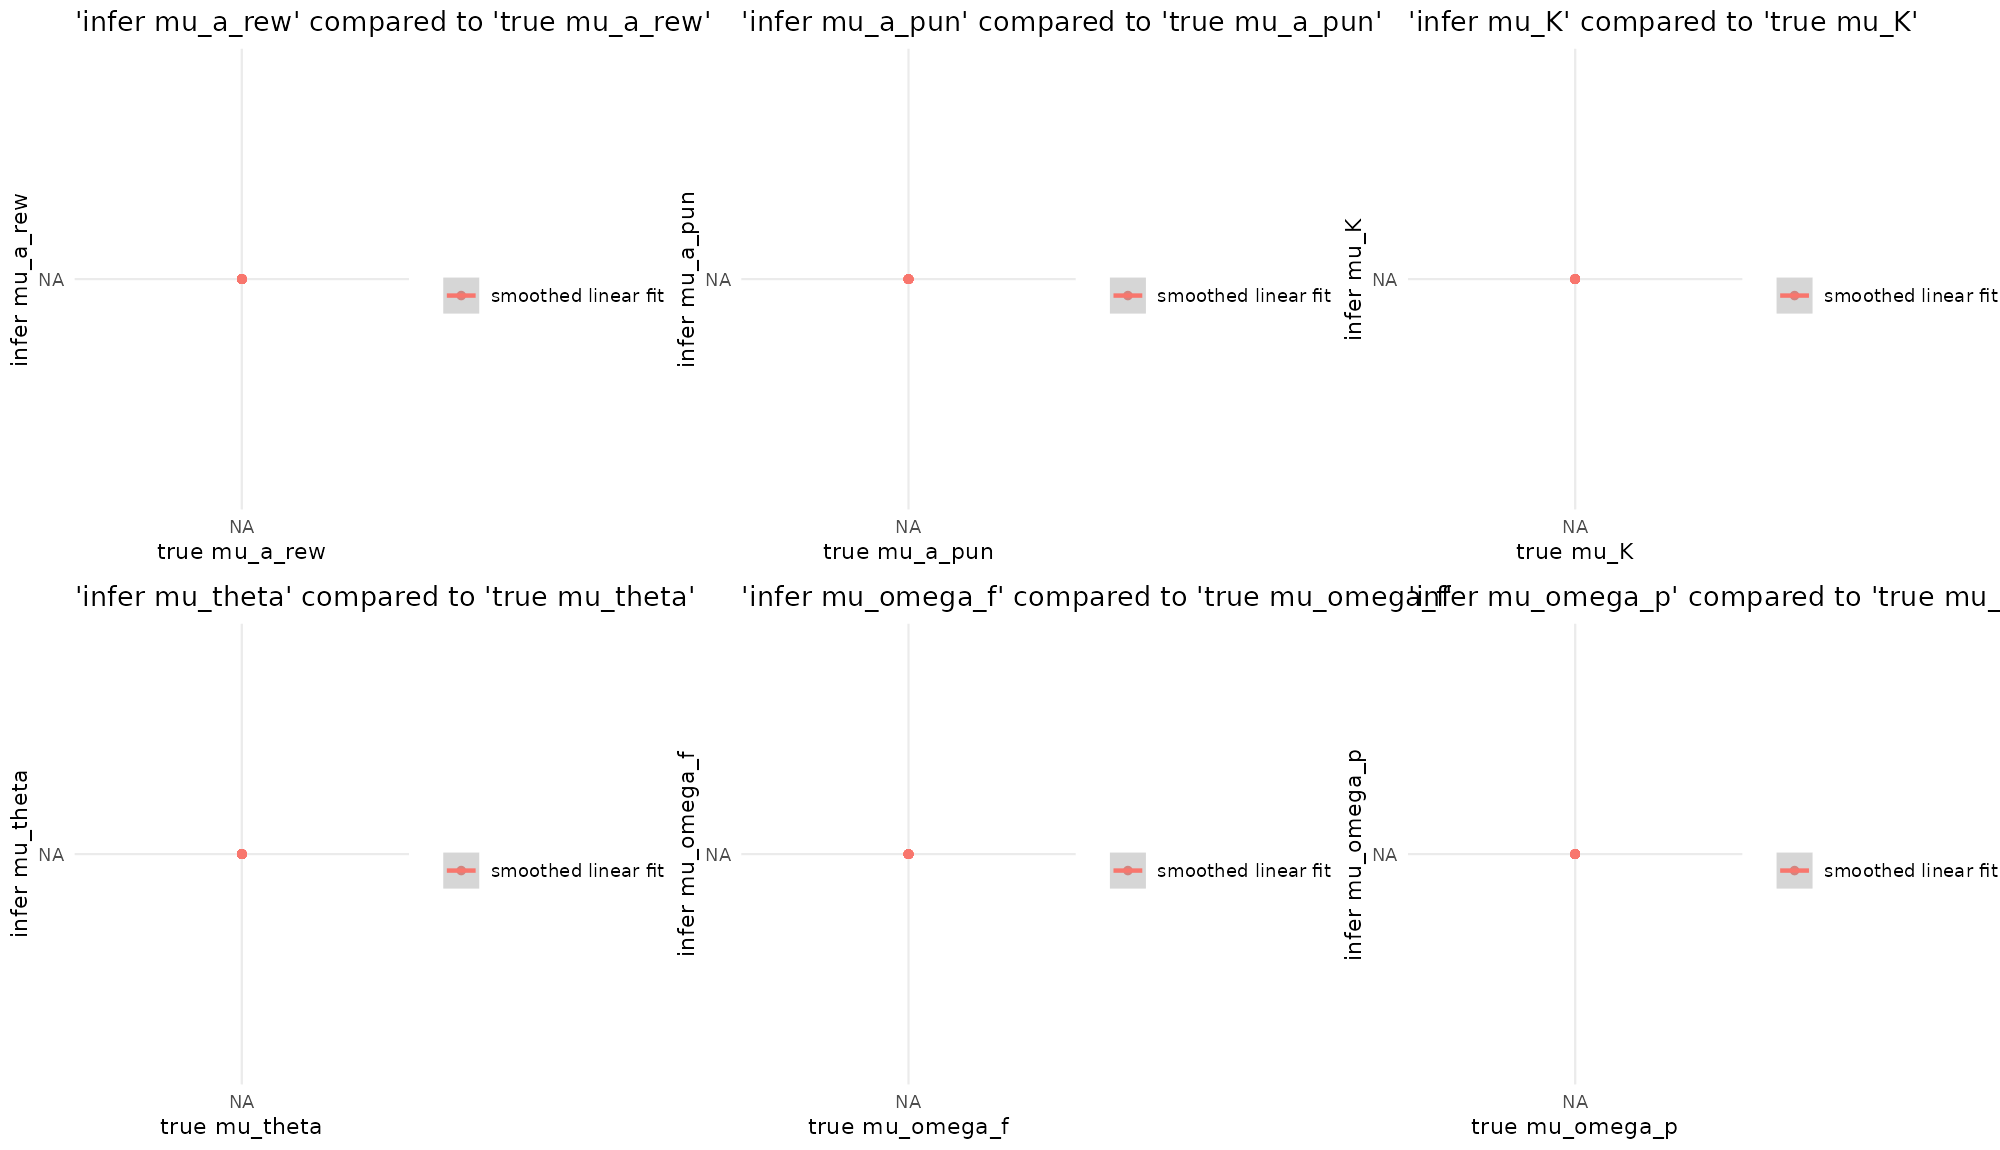 'infer mu_a_rew' compared to 'true mu_a_rew'
infer mu_a_rew
NA
smoothed linear fit
NA
true mu_a_rew
'infer mu_a_pun' compared to 'true mu_a_pun'
infer mu_a_pun
NA
smoothed linear fit
NA
true mu_a_pun
'infer mu_K' compared to 'true mu_K'
infer mu_K
NA
smoothed linear fit
NA
true mu_K
'infer mu_theta' compared to 'true mu_theta'
infer mu_theta
NA
smoothed linear fit
NA
true mu_theta
'infer mu_omega_f' compared to 'true mu_omega_f'
infer mu_omega_f
NA
smoothed linear fit
NA
true mu_omega_f
'infer mu_omega_p' compared to 'true mu_
infer mu_omega_p
NA
smoothed linear fit
NA
true mu_omega_p